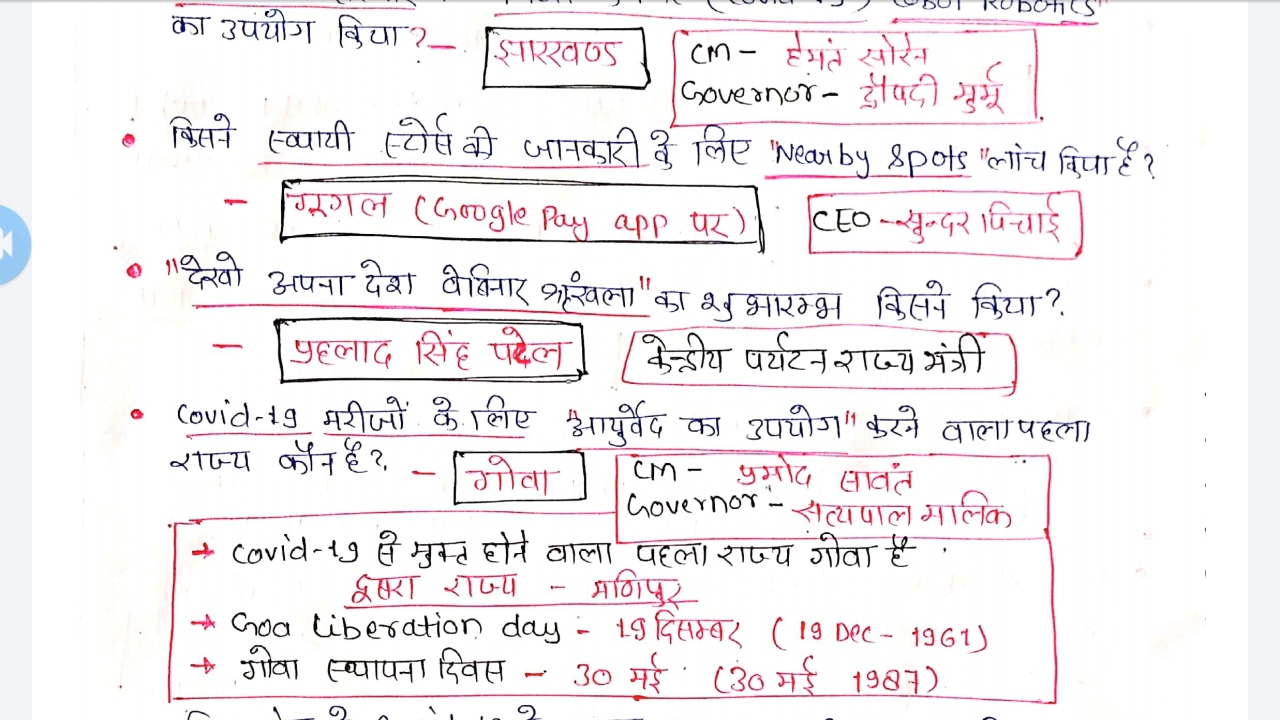 ROBOTICS"
का उपयोग किया? - झारखण्ड CM - हेमंत सोरेन
Governor - द्रौपदी मुर्मू
• किसने स्थायी स्टोर्स की जानकारी के लिए "Nearby Spots" लांच किया है?
- गूगल (Google Pay app पर) CEO - सुन्दर पिचाई
• "देखो अपना देश वेबिनार श्रृंखला" का शुभारम्भ किसने किया?
- प्रहलाद सिंह पटेल केन्द्रीय पर्यटन राज्य मंत्री
• Covid-19 मरीजों के लिए "आयुर्वेद का उपयोग" करने वाला पहला
राज्य कौन है? - गोवा CM - प्रमोद सावंत
Governor - सत्यपाल मालिक
→ Covid-19 से मुक्त होने वाला पहला राज्य गोवा है
दूसरा राज्य - मणिपुर
→ Goa Liberation day - 19 दिसम्बर (19 Dec - 1961)
→ गोवा स्थापना दिवस - 30 मई (30 मई 1987)